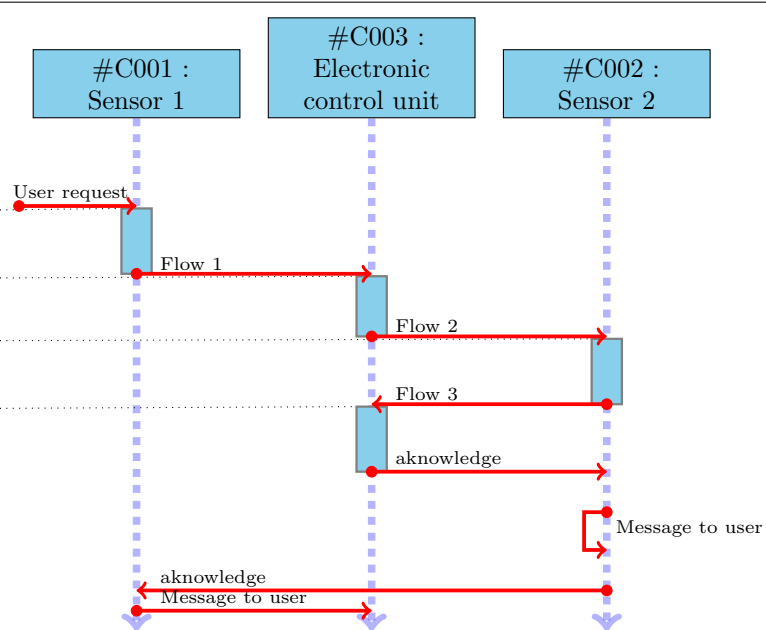 #C001 :
Sensor 1
#C003 :
Electronic
control unit
#C002 :
Sensor 2
User request
Flow 1
Flow 2
Flow 3
aknowledge
Message to user
aknowledge
Message to user